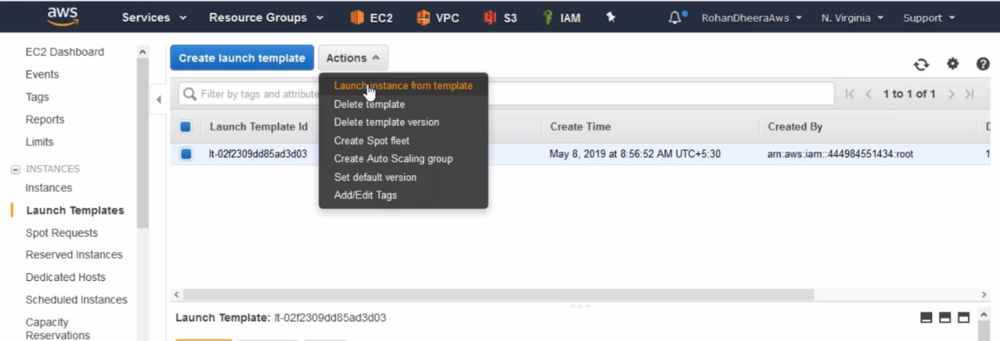 aws Services Resource Groups EC2 VPC S3 IAM RohanDheeraAws N. Virginia Support
EC2 Dashboard
Events
Tags
Reports
Limits
INSTANCES
Instances
Launch Templates
Spot Requests
Reserved Instances
Dedicated Hosts
Scheduled Instances
Capacity
Reservations
Create launch template Actions
Launch instance from template
Delete template
Delete template version
Create Spot fleet
Create Auto Scaling group
Set default version
Add/Edit Tags
Filter by tags and attribute
1 to 1 of 1
Launch Template Id Create Time Created By
lt-02f2309dd85ad3d03 May 8, 2019 at 8:56:52 AM UTC+5:30 arn:aws:iam::444984551434:root 1
Launch Template: lt-02f2309dd85ad3d03